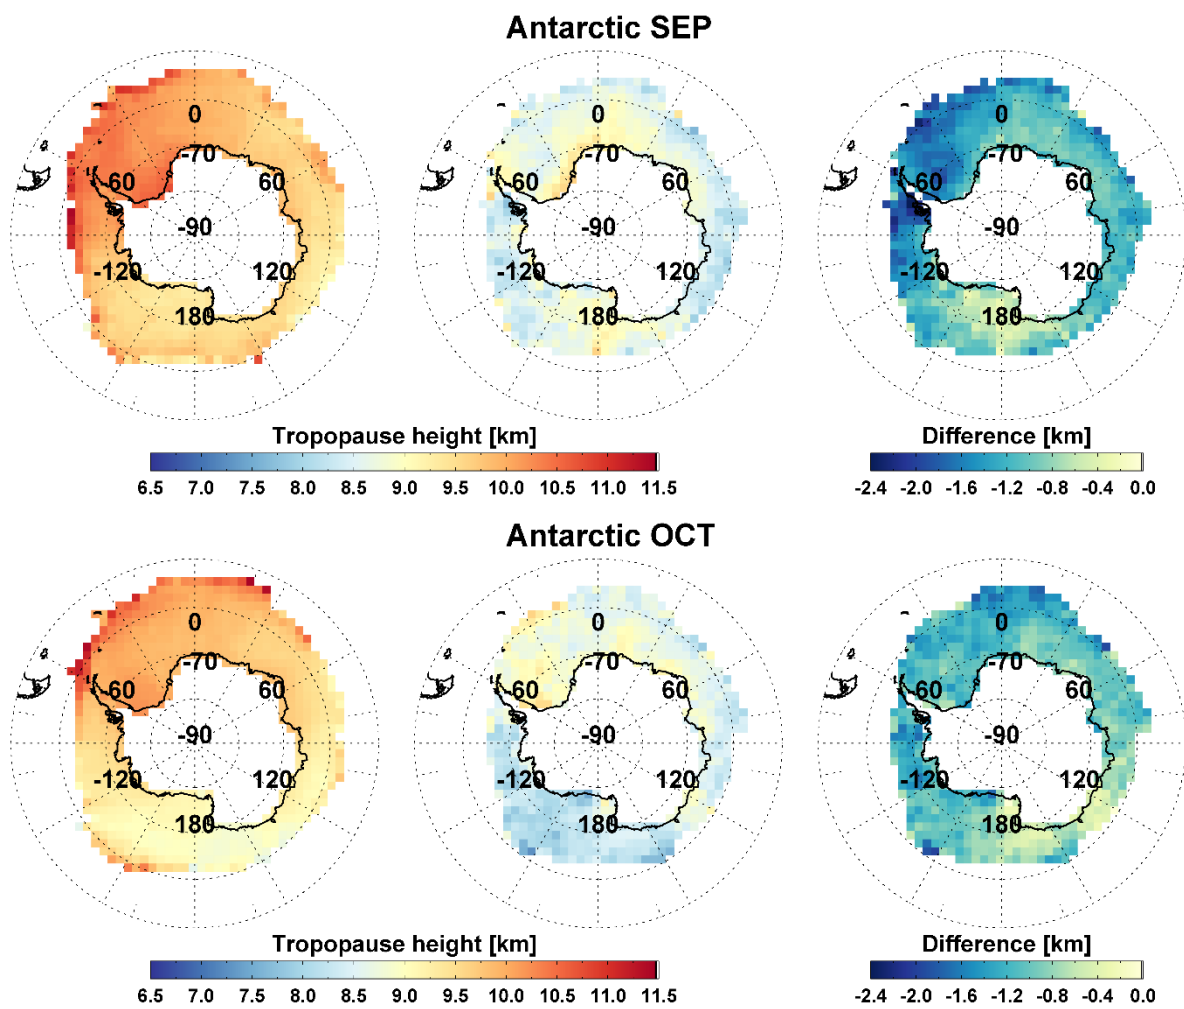 Antarctic SEP
0 0 0
-70 -70 -70
60 60 60 60 60 60
-90 -90 -90
-120 120 -120 120 -120 120
180 180 180
Tropopause height [km] Difference [km]
6.5 7.0 7.5 8.0 8.5 9.0 9.5 10.0 10.5 11.0 11.5 -2.4 -2.0 -1.6 -1.2 -0.8 -0.4 0.0
Antarctic OCT
0 0 0
-70 -70 -70
60 60 60 60 60 60
-90 -90 -90
-120 120 -120 120 -120 120
180 180 180
Tropopause height [km] Difference [km]
6.5 7.0 7.5 8.0 8.5 9.0 9.5 10.0 10.5 11.0 11.5 -2.4 -2.0 -1.6 -1.2 -0.8 -0.4 0.0